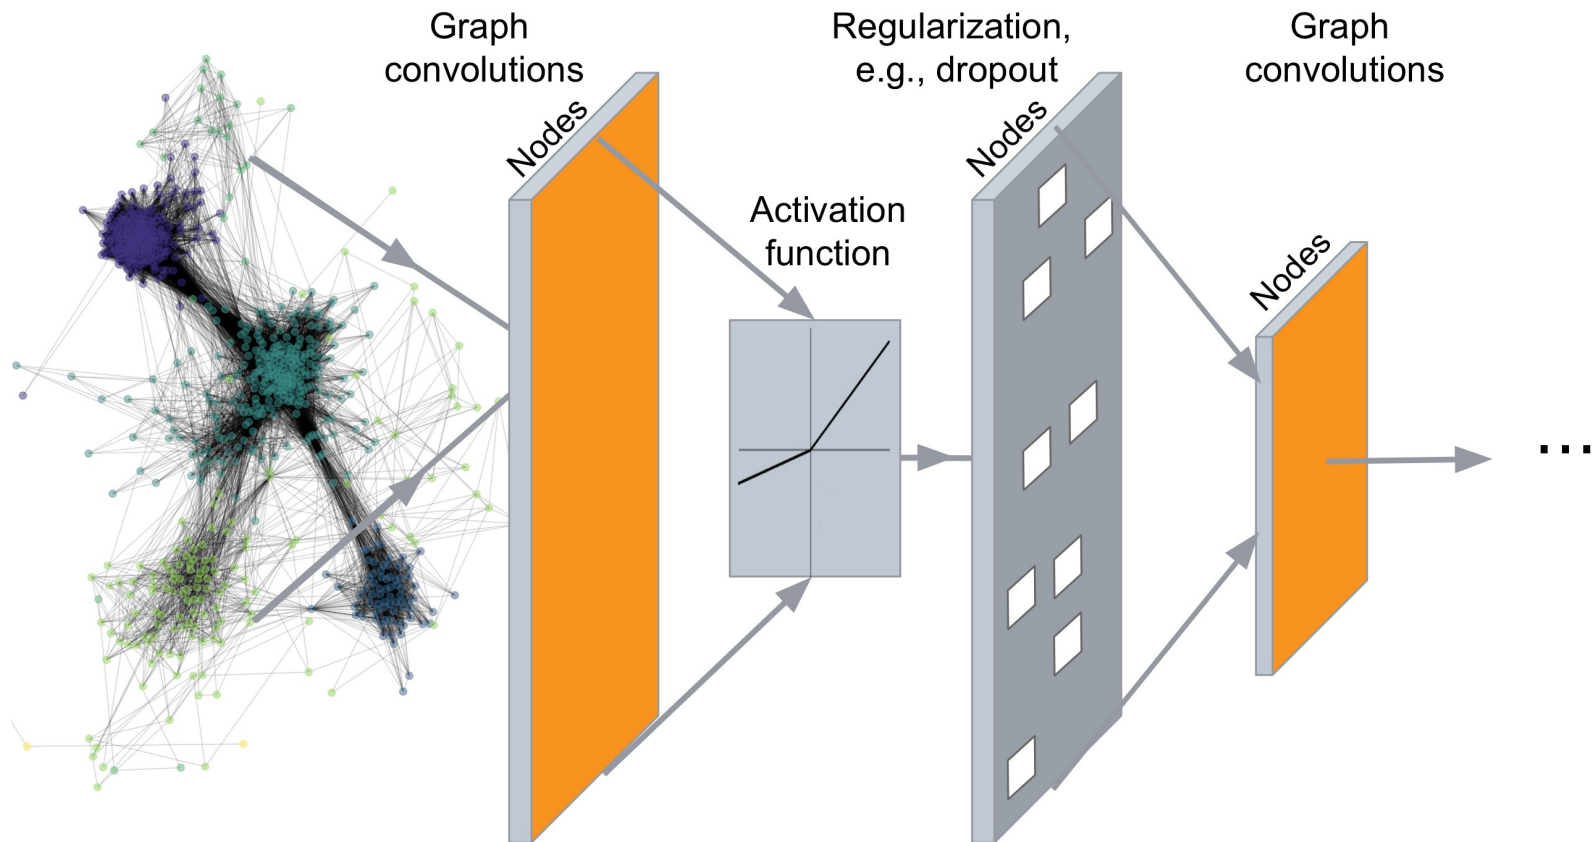 Graph
convolutions
Nodes
Activation
function
Regularization,
e.g., dropout
Nodes
Graph
convolutions
Nodes
...